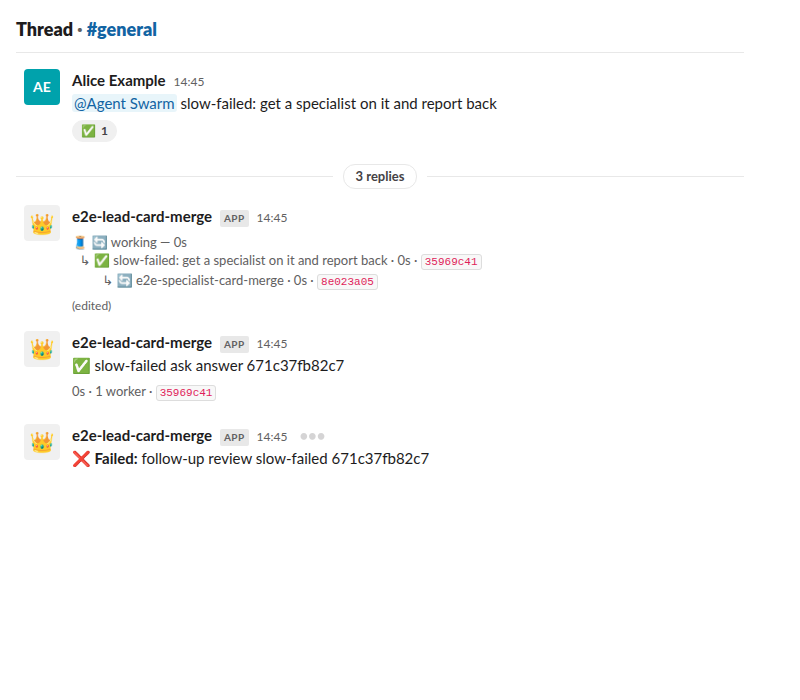 Thread • #general
AE
Alice Example 14:45
@Agent Swarm slow-failed: get a specialist on it and report back
✅ 1
3 replies
e2e-lead-card-merge APP 14:45
🧵 🔄 working — 0s
↳ ✅ slow-failed: get a specialist on it and report back · 0s · 35969c41
↳ 🔄 e2e-specialist-card-merge · 0s · 8e023a05
(edited)
e2e-lead-card-merge APP 14:45
✅ slow-failed ask answer 671c37fb82c7
0s · 1 worker · 35969c41
e2e-lead-card-merge APP 14:45
❌ Failed: follow-up review slow-failed 671c37fb82c7